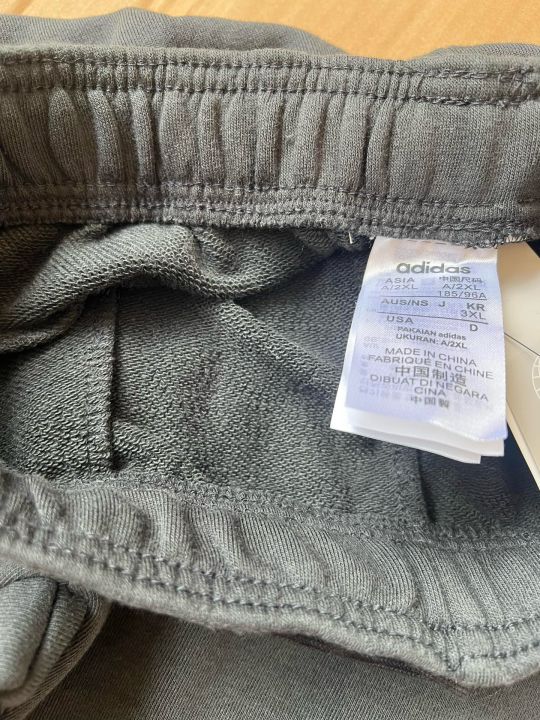 adidas
ASIA 中国尺码
A/2XL A/2XL
185/96A
AUS/NS J KR
3XL
USA D
PAKAIAN adidas
UKURAN: A/2XL
MADE IN CHINA
FABRIQUÉ EN CHINE
中国制造
DIBUAT DI NEGARA
CINA
中国製